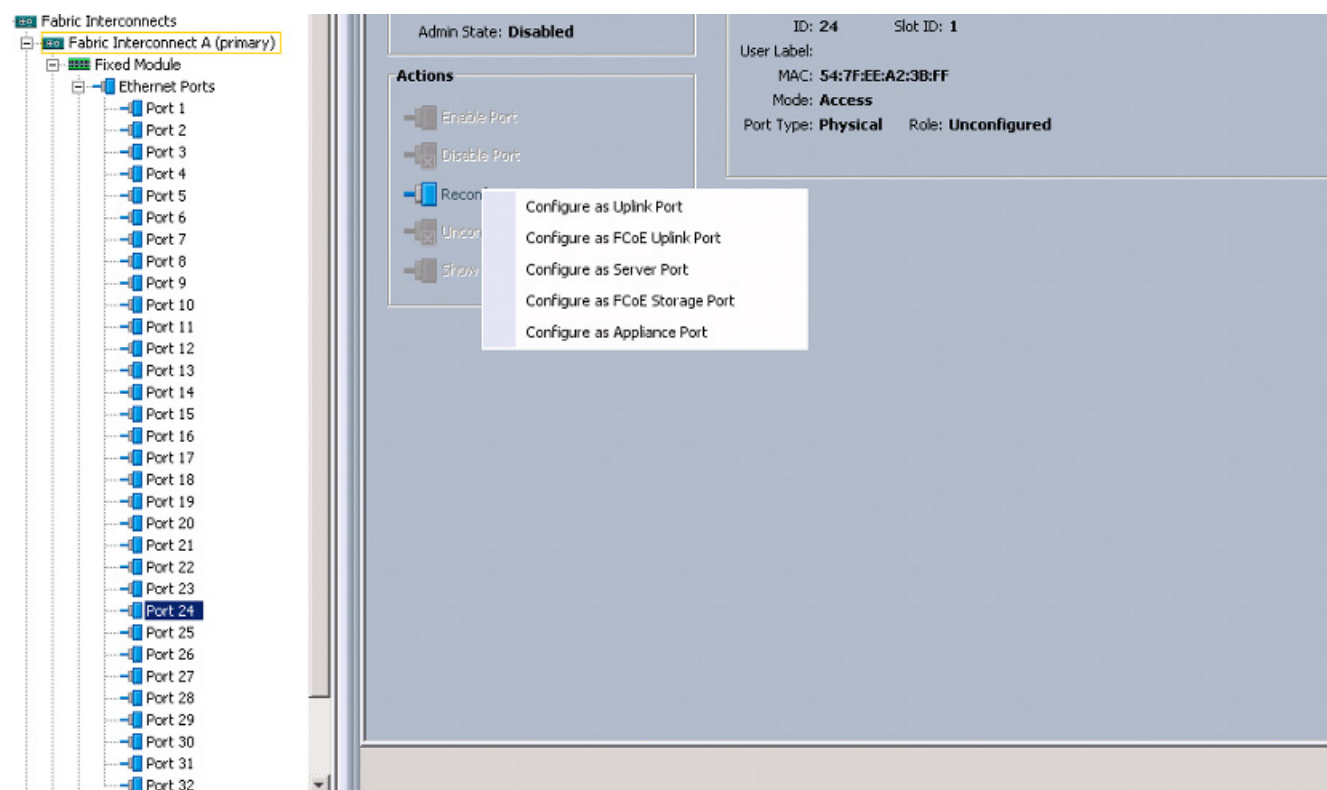 Fabric Interconnects
Fabric Interconnect A (primary)
Fixed Module
Ethernet Ports
Port 1
Port 2
Port 3
Port 4
Port 5
Port 6
Port 7
Port 8
Port 9
Port 10
Port 11
Port 12
Port 13
Port 14
Port 15
Port 16
Port 17
Port 18
Port 19
Port 20
Port 21
Port 22
Port 23
Port 24
Port 25
Port 26
Port 27
Port 28
Port 29
Port 30
Port 31
Port 32
Admin State: Disabled
Actions
Enable Port
Disable Port
Recon
Uncon
Show
Configure as Uplink Port
Configure as FCoE Uplink Port
Configure as Server Port
Configure as FCoE Storage Port
Configure as Appliance Port
ID: 24 Slot ID: 1
User Label:
MAC: 54:7F:EE:A2:3B:FF
Mode: Access
Port Type: Physical Role: Unconfigured